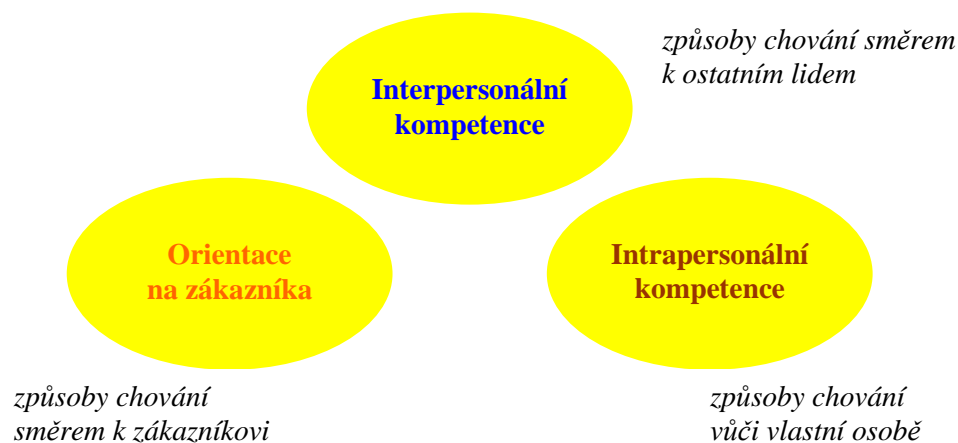 způsoby chování směrem
k ostatním lidem
Interpersonální
kompetence
Orientace
na zákazníka
Intrapersonální
kompetence
způsoby chování
směrem k zákazníkovi
způsoby chování
vůči vlastní osobě